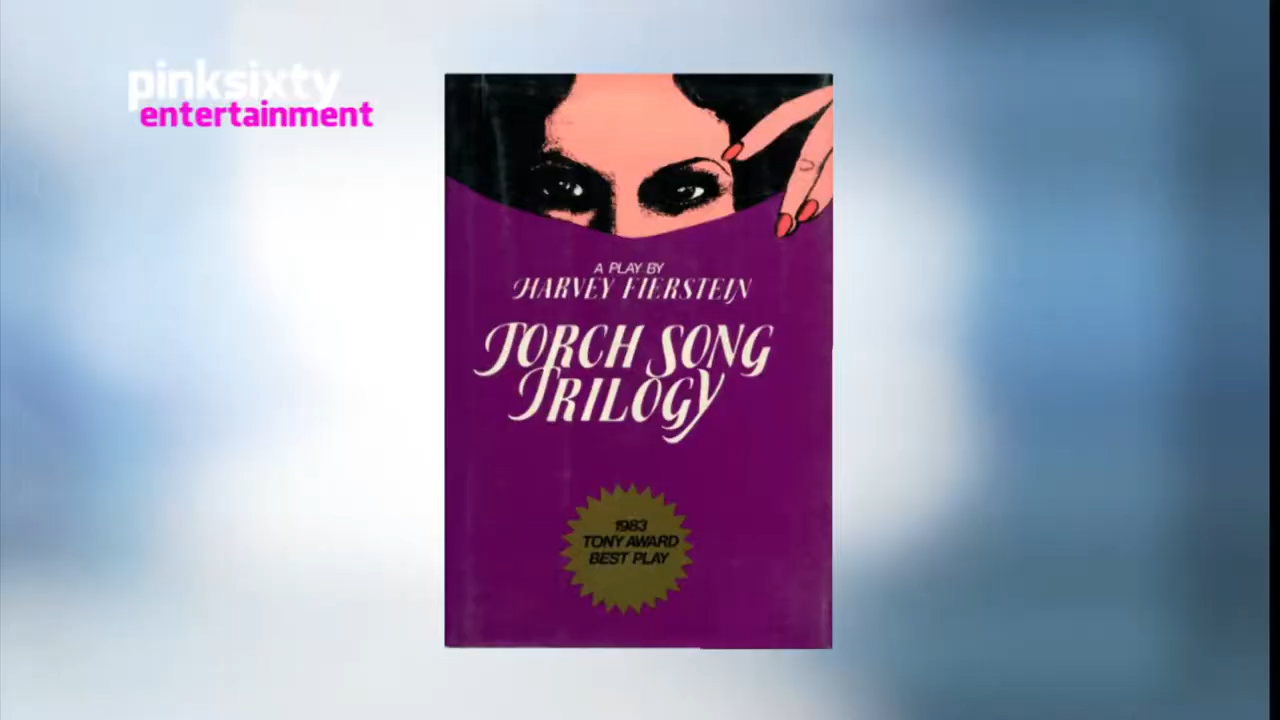 pinksixty
entertainment
A PLAY BY
HARVEY FIERSTEIN
TORCH SONG
TRILOGY
1983
TONY AWARD
BEST PLAY